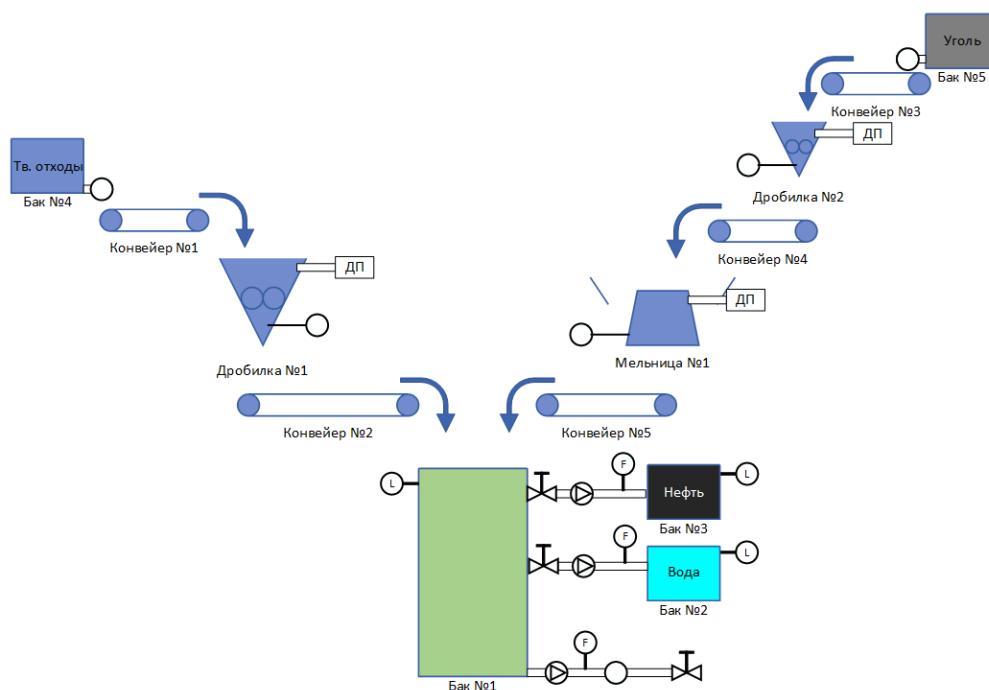 Уголь
Бак №5
Конвейер №3
ДП
Тв. отходы
Бак №4
Дробилка №2
Конвейер №1
Конвейер №4
ДП
ДП
Мельница №1
Дробилка №1
Конвейер №2
Конвейер №5
F
L
L
Нефть
Бак №3
F
L
Вода
Бак №2
F
Бак №1